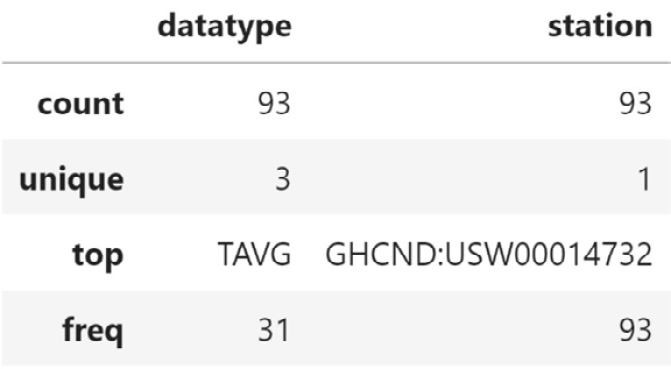 datatype station
count 93 93
unique 3 1
top TAVG GHCND:USW00014732
freq 31 93